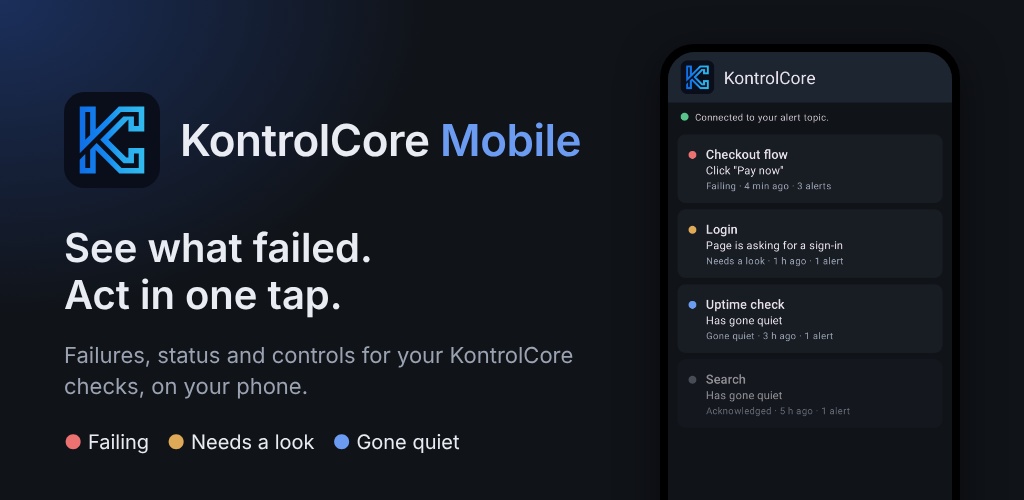 KontrolCore Mobile
See what failed.
Act in one tap.
Failures, status and controls for your KontrolCore
checks, on your phone.
Failing
Needs a look
Gone quiet
KontrolCore
Connected to your alert topic.
Checkout flow
Click "Pay now"
Failing · 4 min ago · 3 alerts
Login
Page is asking for a sign-in
Needs a look · 1 h ago · 1 alert
Uptime check
Has gone quiet
Gone quiet · 3 h ago · 1 alert
Search
Has gone quiet
Acknowledged · 5 h ago · 1 alert